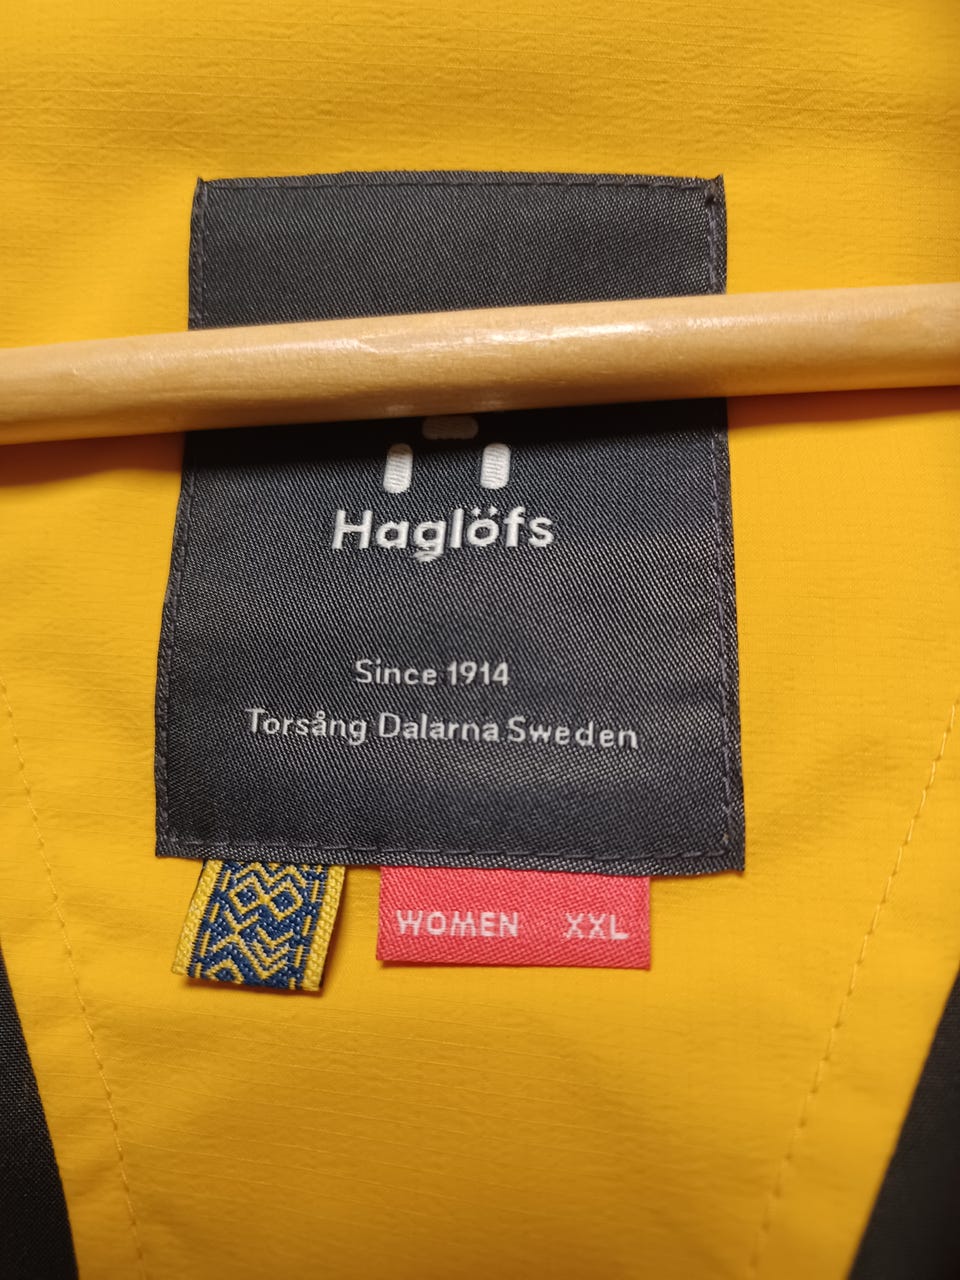 Haglöfs
Since 1914
Torsång Dalarna Sweden
WOMEN XXL